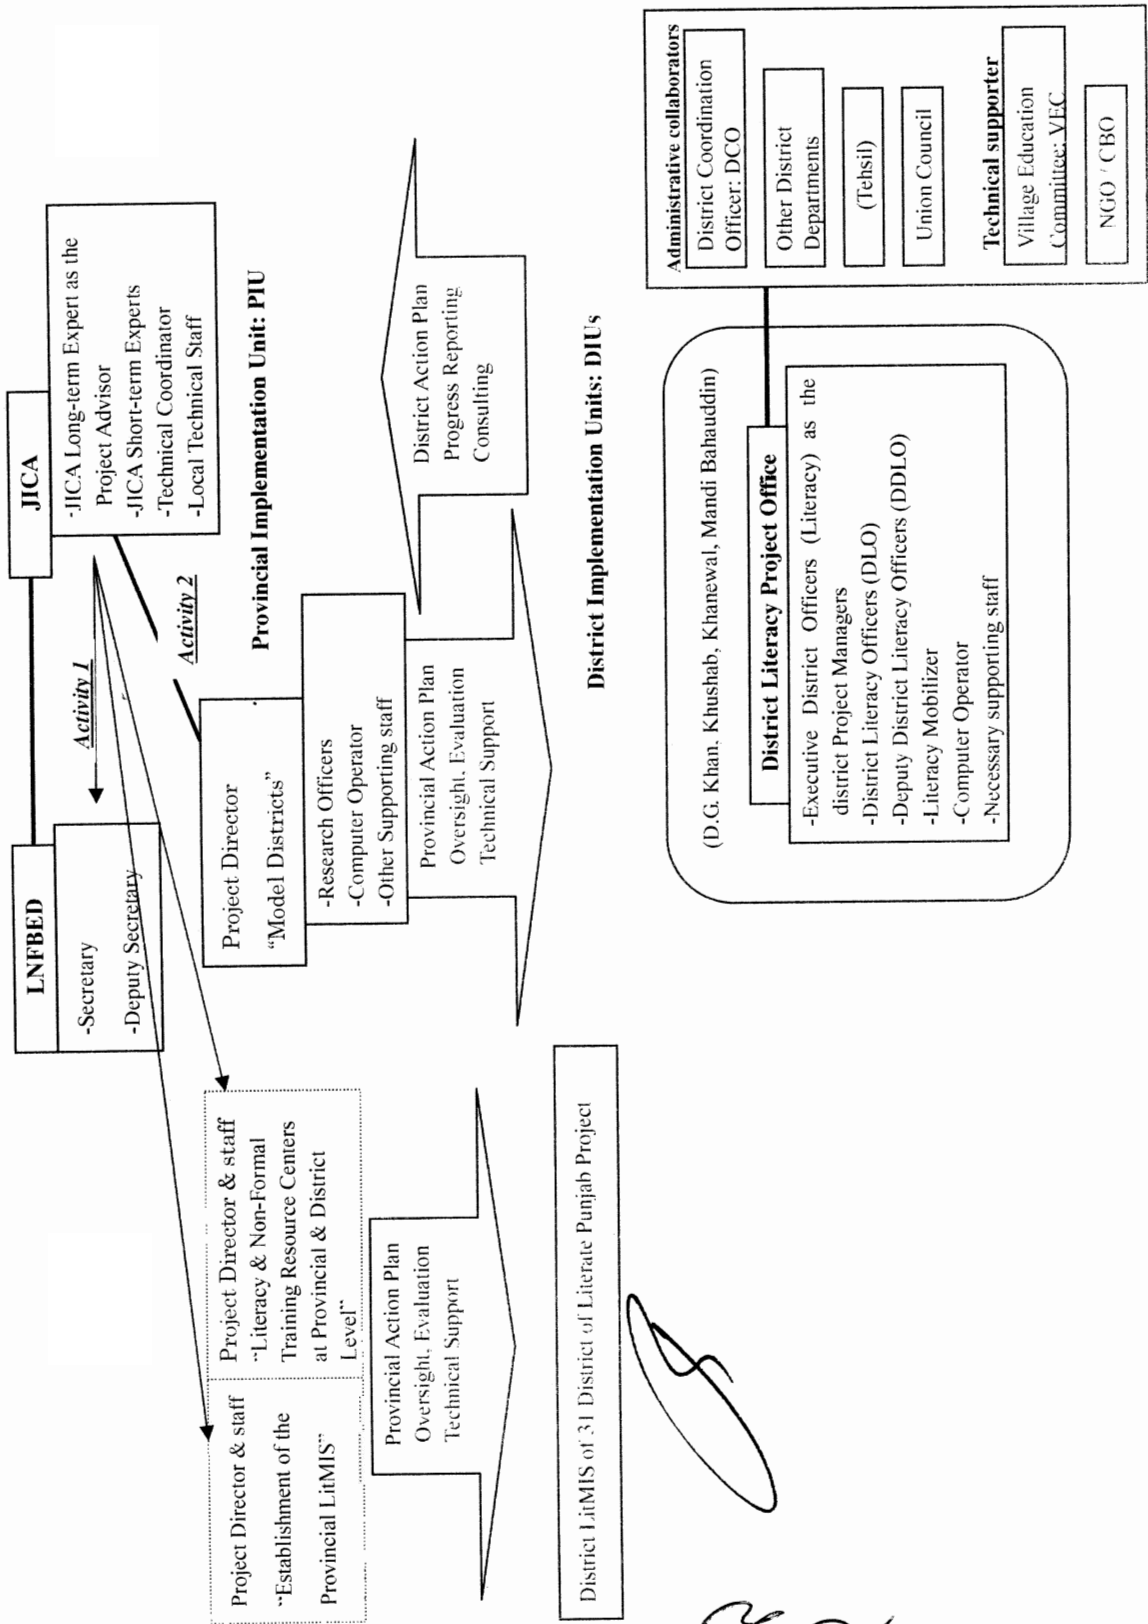 LNFBED
-Secretary
-Deputy Secretary
JICA
-JICA Long-term Expert as the
Project Advisor
-JICA Short-term Experts
-Technical Coordinator
-Local Technical Staff
Activity 1
Activity 2
Provincial Implementation Unit: PIU
Project Director & staff
"Establishment of the
Provincial LitMIS"
Project Director & staff
"Literacy & Non-Formal
Training Resource Centers
at Provincial & District
Level"
Project Director
"Model Districts"
-Research Officers
-Computer Operator
-Other Supporting staff
Provincial Action Plan
Oversight, Evaluation
Technical Support
Provincial Action Plan
Oversight, Evaluation
Technical Support
District Action Plan
Progress Reporting
Consulting
District LitMIS of 31 District of Literate Punjab Project
District Implementation Units: DIUs
(D.G. Khan, Khushab, Khanewal, Mandi Bahauddin)
District Literacy Project Office
-Executive District Officers (Literacy) as the
district Project Managers
-District Literacy Officers (DLO)
-Deputy District Literacy Officers (DDLO)
-Literacy Mobilizer
-Computer Operator
-Necessary supporting staff
Administrative collaborators
District Coordination
Officer: DCO
Other District
Departments
(Tehsil)
Union Council
Technical supporter
Village Education
Committee: VEC
NGO / CBO